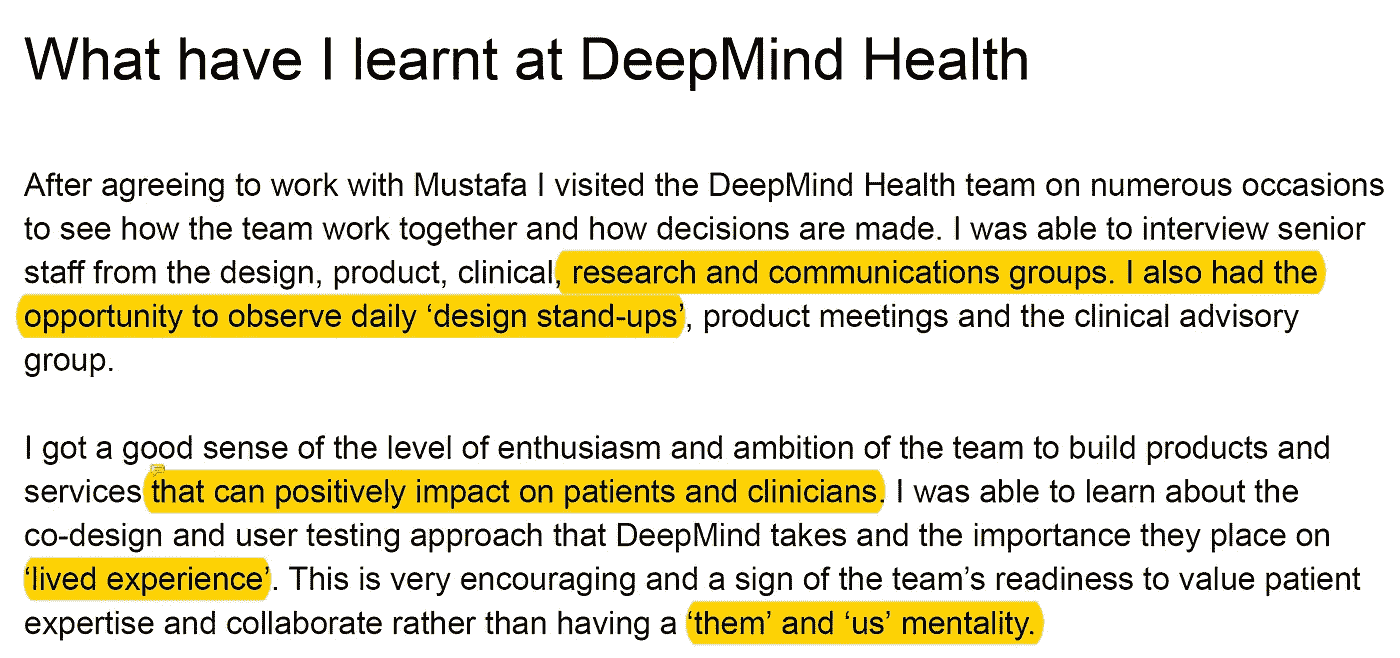 What have I learnt at DeepMind Health
After agreeing to work with Mustafa I visited the DeepMind Health team on numerous occasions
to see how the team work together and how decisions are made. I was able to interview senior
staff from the design, product, clinical, research and communications groups. I also had the
opportunity to observe daily ‘design stand-ups’, product meetings and the clinical advisory
group.
I got a good sense of the level of enthusiasm and ambition of the team to build products and
services that can positively impact on patients and clinicians. I was able to learn about the
co-design and user testing approach that DeepMind takes and the importance they place on
‘lived experience’. This is very encouraging and a sign of the team’s readiness to value patient
expertise and collaborate rather than having a ‘them’ and ‘us’ mentality.